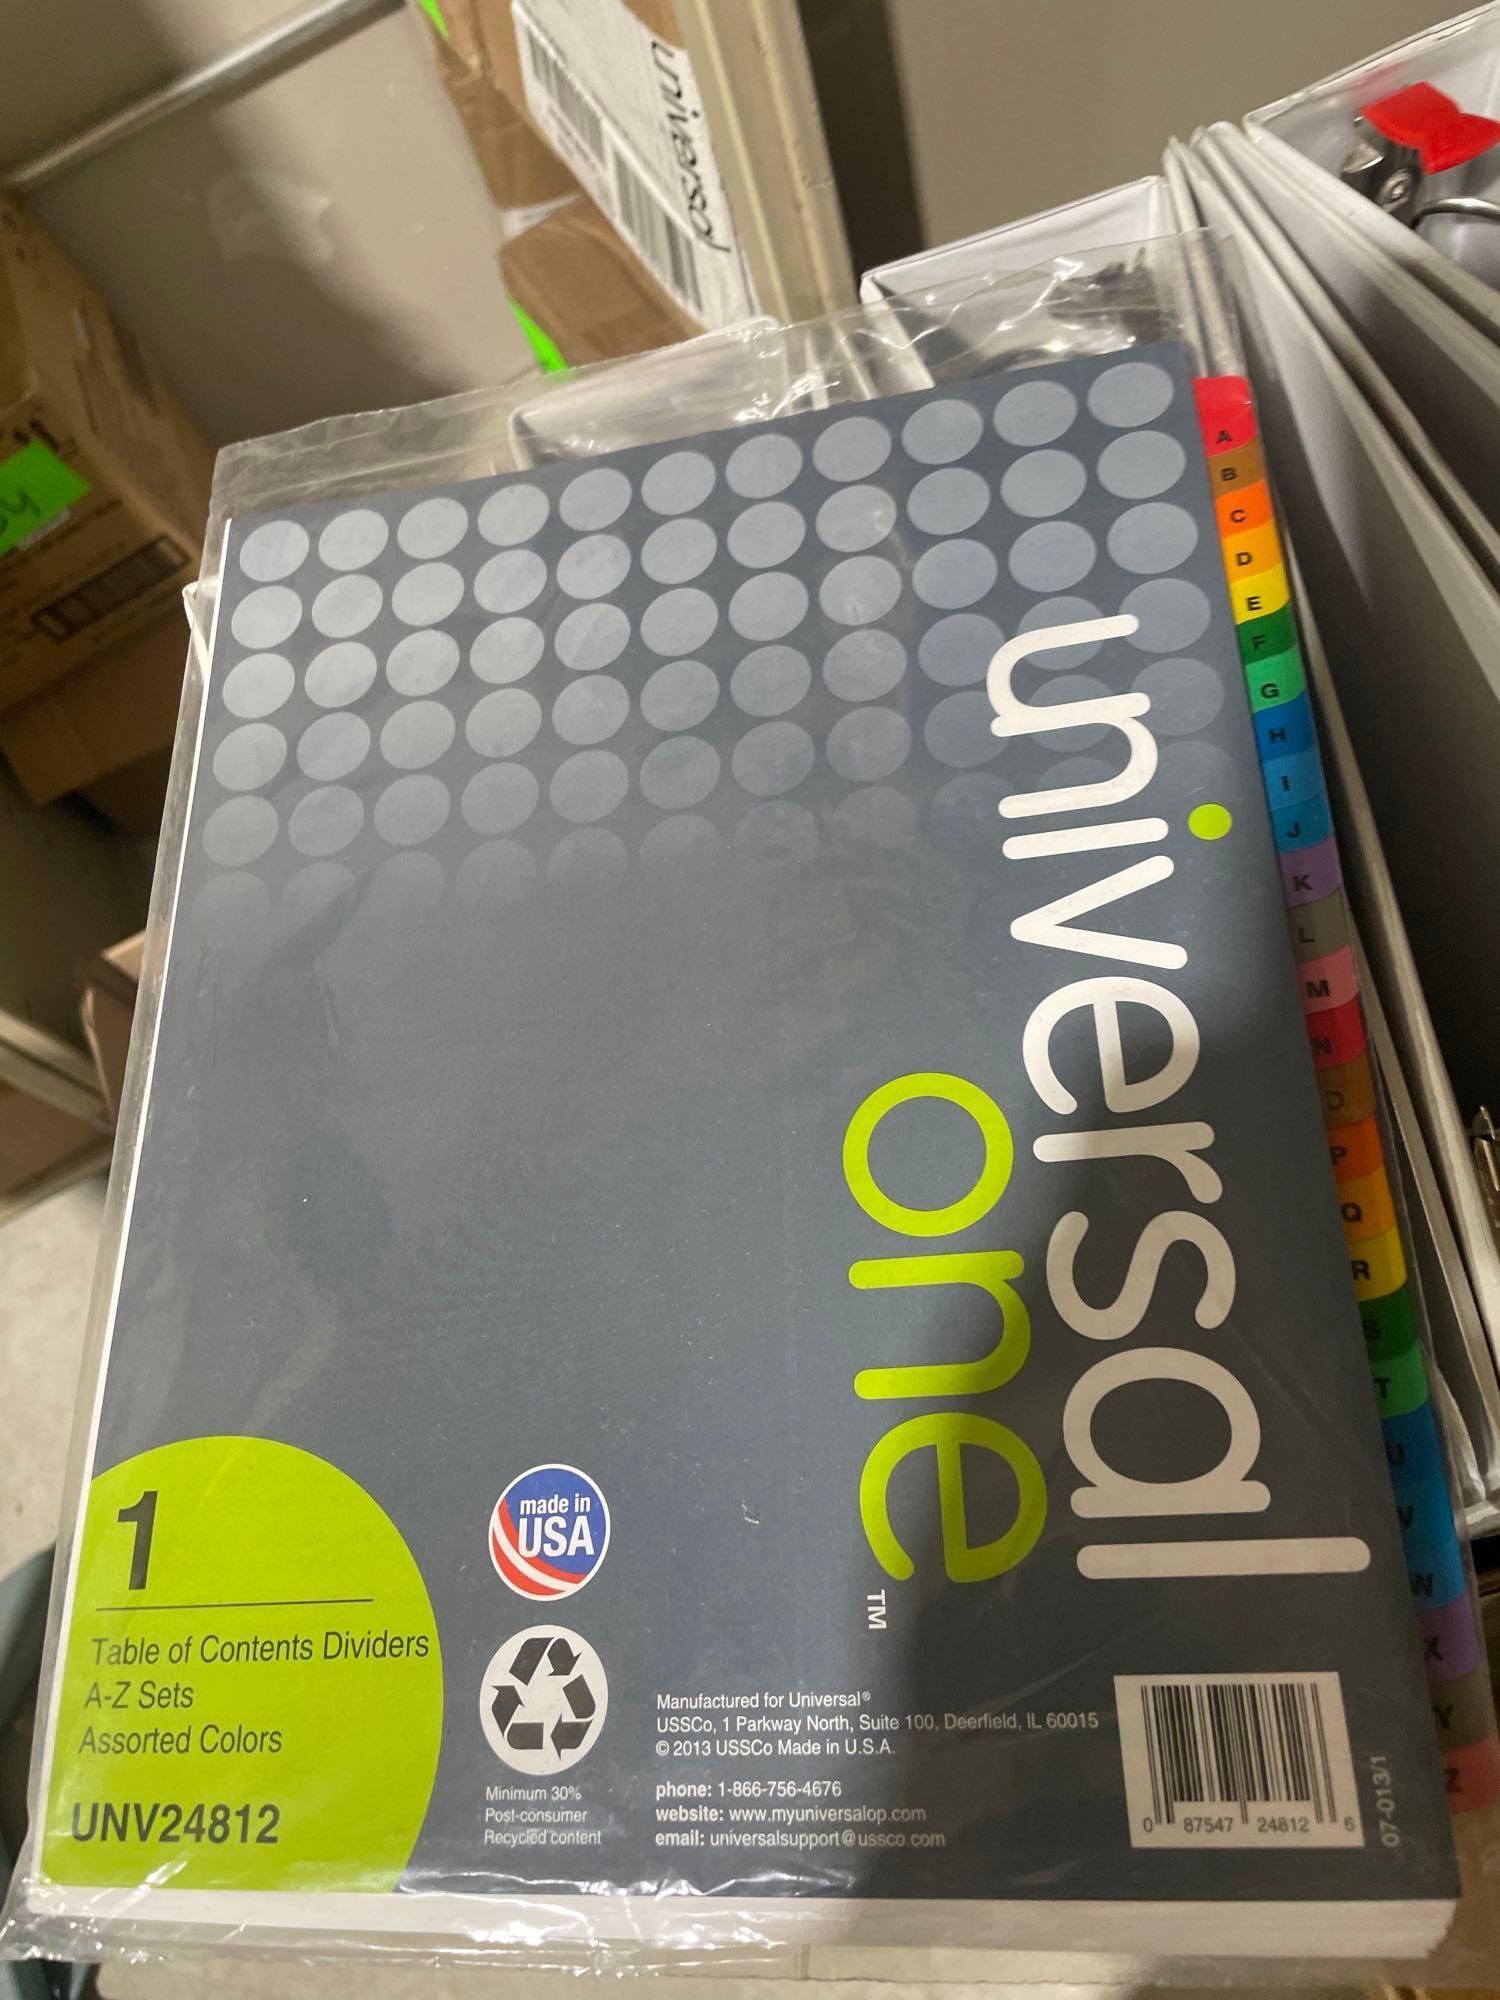 universal
universal
one™
A
B
C
D
E
F
G
H
I
J
K
L
M
N
O
P
Q
R
S
T
U
V
W
X
Y
Z
1
Table of Contents Dividers
A-Z Sets
Assorted Colors
UNV24812
made in
USA
Minimum 30%
Post-consumer
Recycled content
Manufactured for Universal®
USSCo, 1 Parkway North, Suite 100, Deerfield, IL 60015
© 2013 USSCo Made in U.S.A.
phone: 1-866-756-4676
website: www.myuniversalop.com
email: universalsupport@ussco.com
0 87547 24812 6
07-013/1